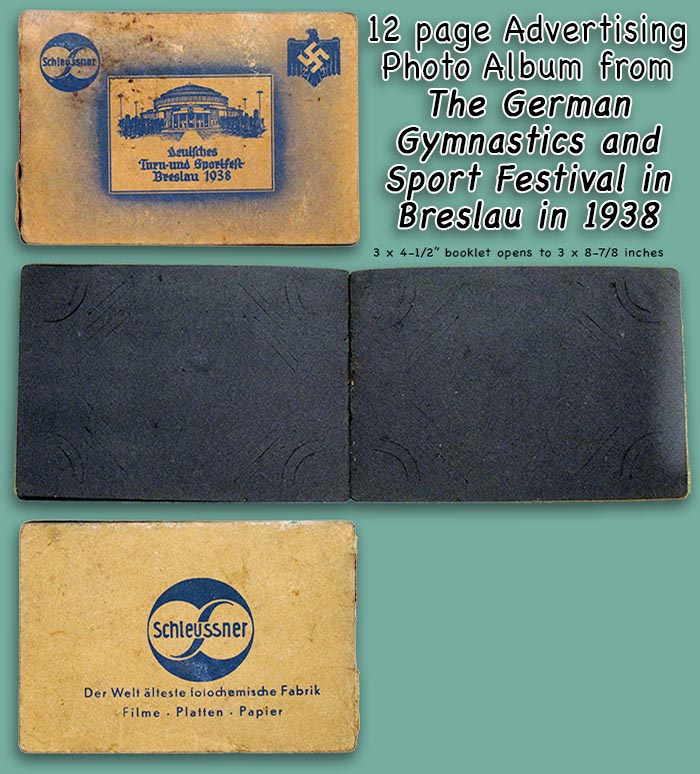 Schleussner
Deutsches
Turn-und Sportfest
Breslau 1938
12 page Advertising
Photo Album from
The German
Gymnastics and
Sport Festival in
Breslau in 1938
3 x 4-1/2" booklet opens to 3 x 8-7/8 inches
Schleussner
Der Welt älteste fotochemische Fabrik
Filme · Platten · Papier